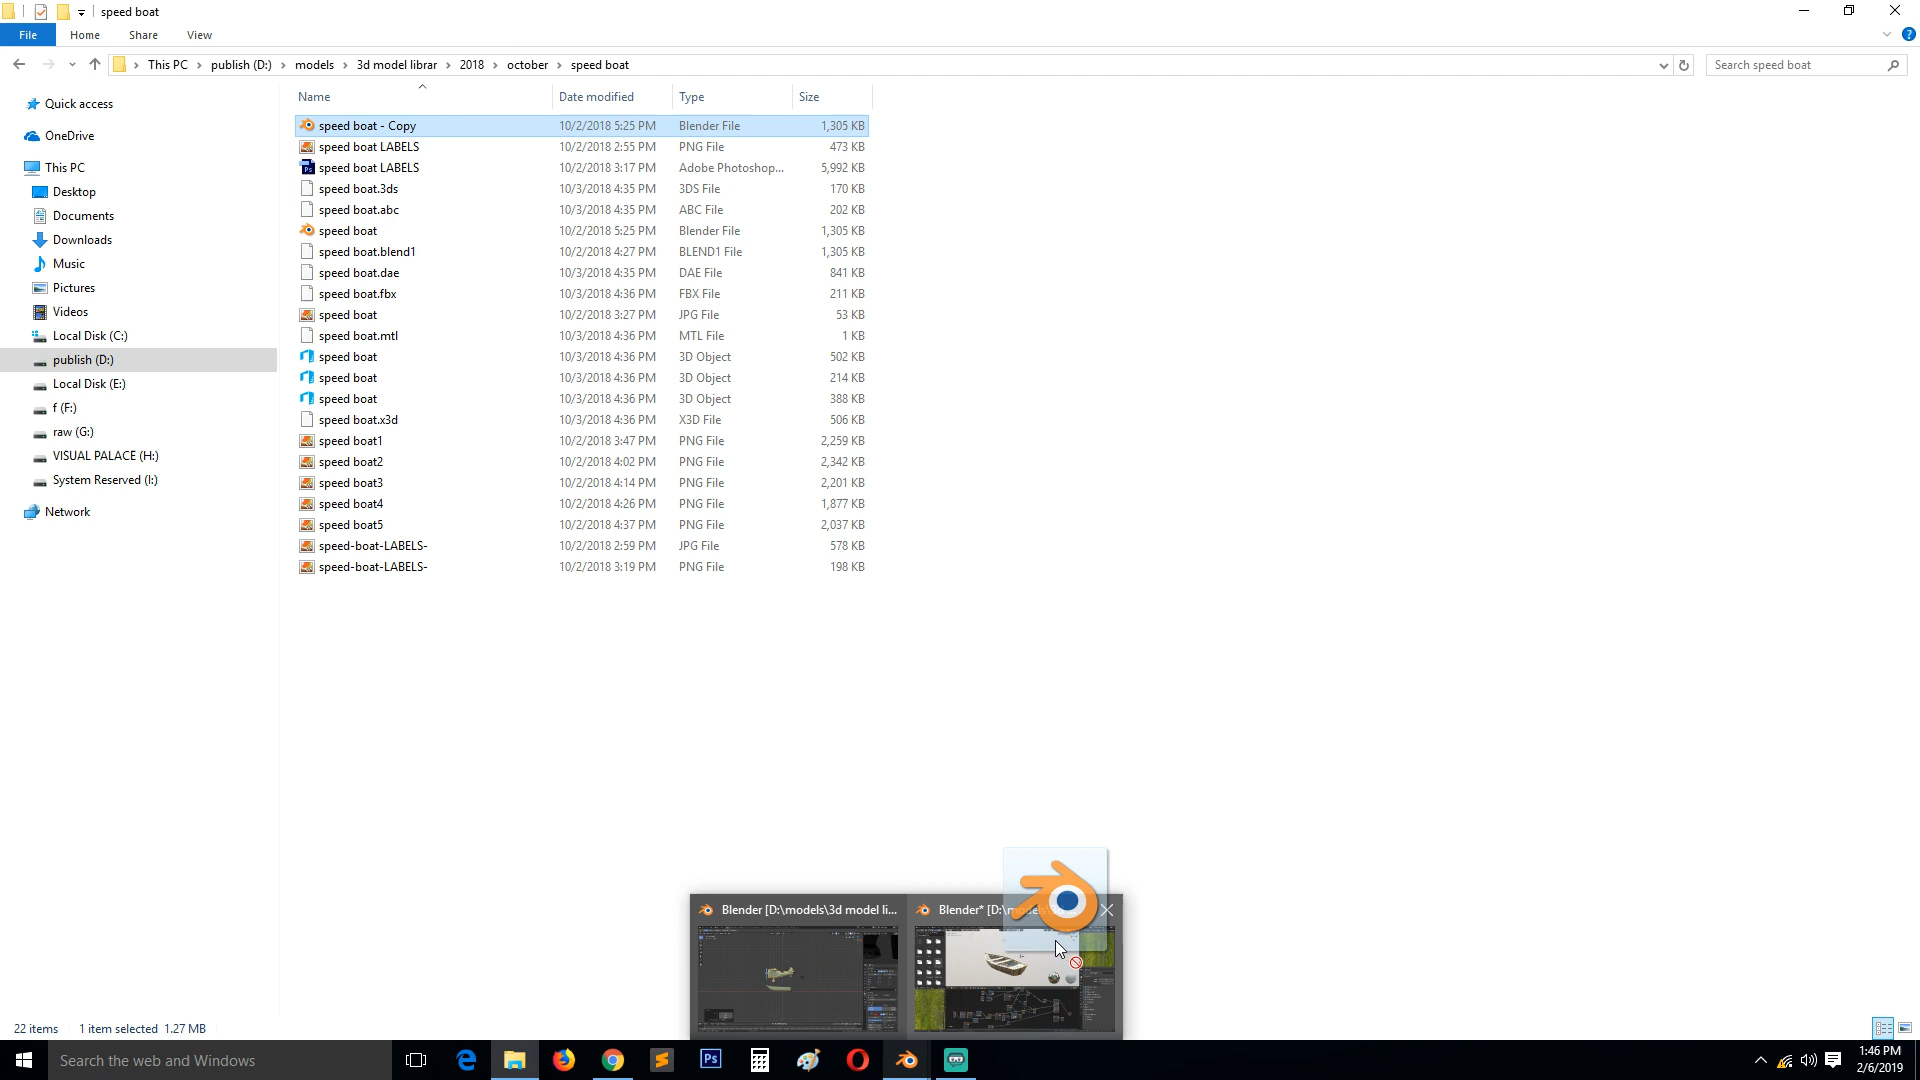 speed boat
File Home Share View
This PC publish (D:) models 3d model librar 2018 october speed boat
Search speed boat
Name Date modified Type Size
Quick access
OneDrive
This PC
Desktop
Documents
Downloads
Music
Pictures
Videos
Local Disk (C:)
publish (D:)
Local Disk (E:)
f (F:)
raw (G:)
VISUAL PALACE (H:)
System Reserved (I:)
Network
speed boat - Copy 10/2/2018 5:25 PM Blender File 1,305 KB
speed boat LABELS 10/2/2018 2:55 PM PNG File 473 KB
speed boat LABELS 10/2/2018 3:17 PM Adobe Photoshop... 5,992 KB
speed boat.3ds 10/3/2018 4:35 PM 3DS File 170 KB
speed boat.abc 10/3/2018 4:35 PM ABC File 202 KB
speed boat 10/2/2018 5:25 PM Blender File 1,305 KB
speed boat.blend1 10/2/2018 4:27 PM BLEND1 File 1,305 KB
speed boat.dae 10/3/2018 4:35 PM DAE File 841 KB
speed boat.fbx 10/3/2018 4:36 PM FBX File 211 KB
speed boat 10/2/2018 3:27 PM JPG File 53 KB
speed boat.mtl 10/3/2018 4:36 PM MTL File 1 KB
speed boat 10/3/2018 4:36 PM 3D Object 502 KB
speed boat 10/3/2018 4:36 PM 3D Object 214 KB
speed boat 10/3/2018 4:36 PM 3D Object 388 KB
speed boat.x3d 10/3/2018 4:36 PM X3D File 506 KB
speed boat1 10/2/2018 3:47 PM PNG File 2,259 KB
speed boat2 10/2/2018 4:02 PM PNG File 2,342 KB
speed boat3 10/2/2018 4:14 PM PNG File 2,201 KB
speed boat4 10/2/2018 4:26 PM PNG File 1,877 KB
speed boat5 10/2/2018 4:37 PM PNG File 2,037 KB
speed-boat-LABELS- 10/2/2018 2:59 PM JPG File 578 KB
speed-boat-LABELS- 10/2/2018 3:19 PM PNG File 198 KB
Blender [D:\models\3d model li... Blender* [D:\models\
22 items 1 item selected 1.27 MB
Search the web and Windows
Ps
1:46 PM
2/6/2019